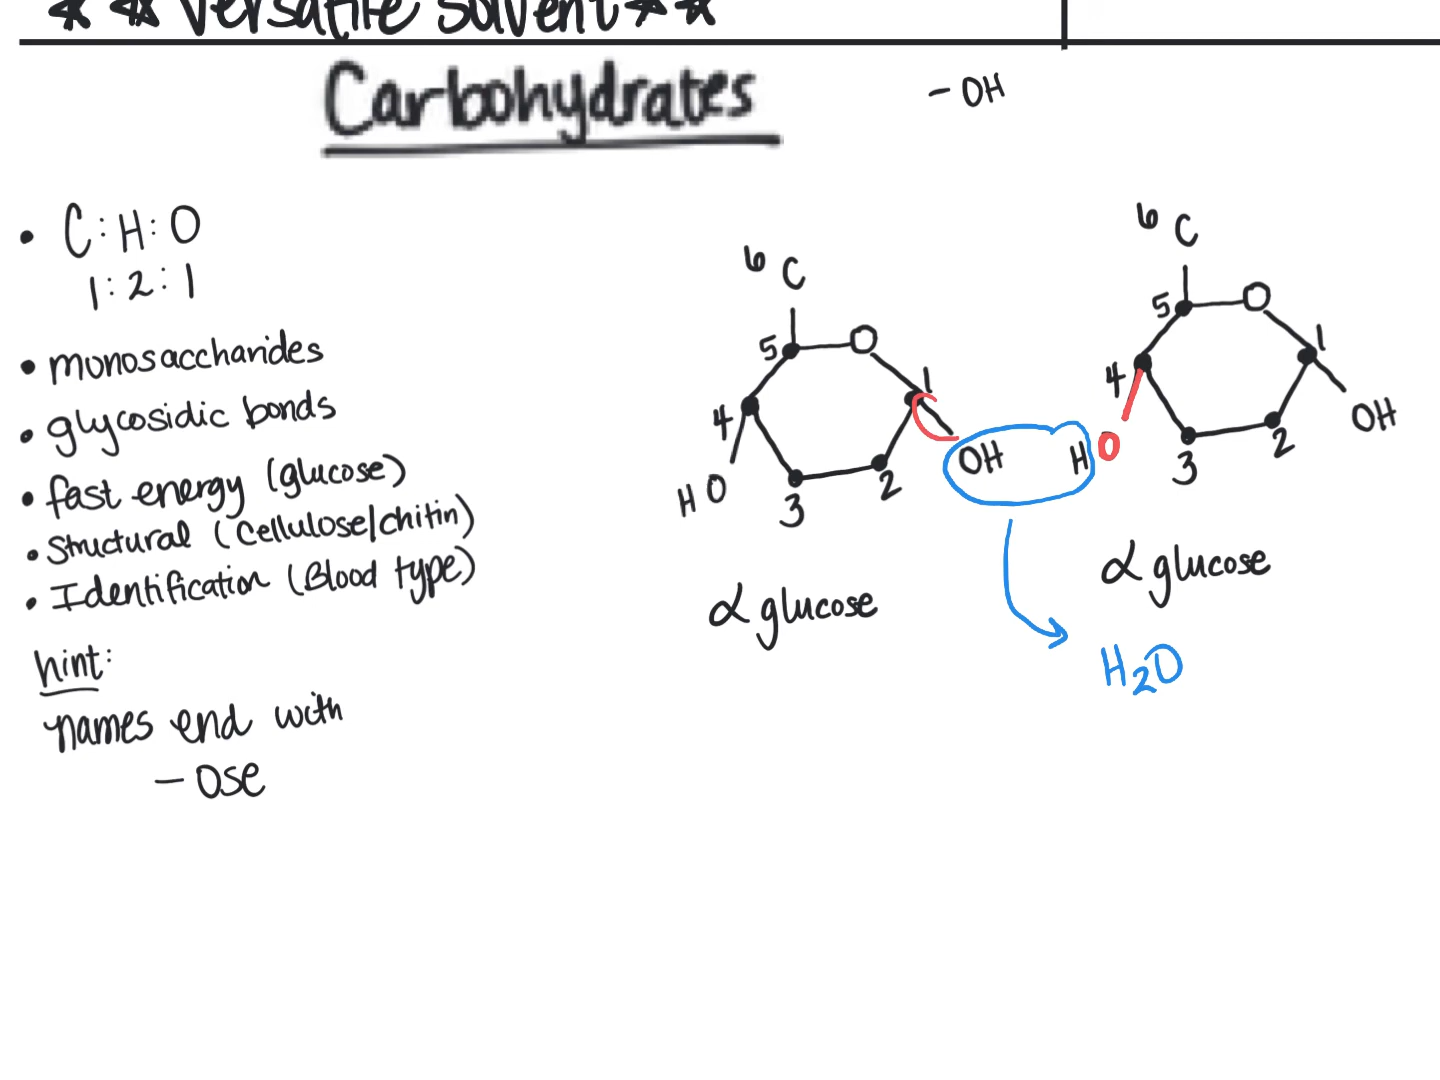 ** versatile solvent **
Carbohydrates
- OH
• C:H:O
1:2:1
• monosaccharides
• glycosidic bonds
• fast energy (glucose)
• Structural (Cellulose/chitin)
• Identification (Blood type)
hint:
names end with
- ose
6 C
5 O
4 1
HO 3 2 OH
α glucose
6 C
5 O
4 1
H O 3 2 OH
α glucose
H2O